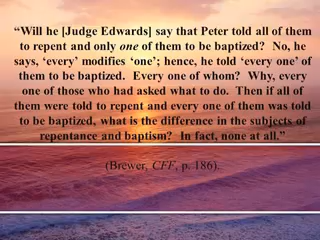 “Will he [Judge Edwards] say that Peter told all of them
to repent and only one of them to be baptized?  No, he
says, ‘every’ modifies ‘one’; hence, he told ‘every one’ of
them to be baptized.  Every one of whom?  Why, every
one of those who had asked what to do.  Then if all of
them were told to repent and every one of them was told
to be baptized, what is the difference in the subjects of
repentance and baptism?  In fact, none at all.”
(Brewer, CFF, p. 186).